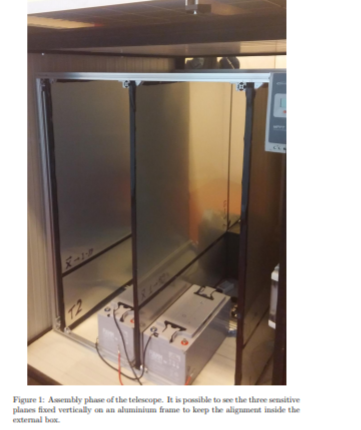 T2
Figure 1: Assembly phase of the telescope. It is possible to see the three sensitive
planes fixed vertically on an aluminium frame to keep the alignment inside the
external box.